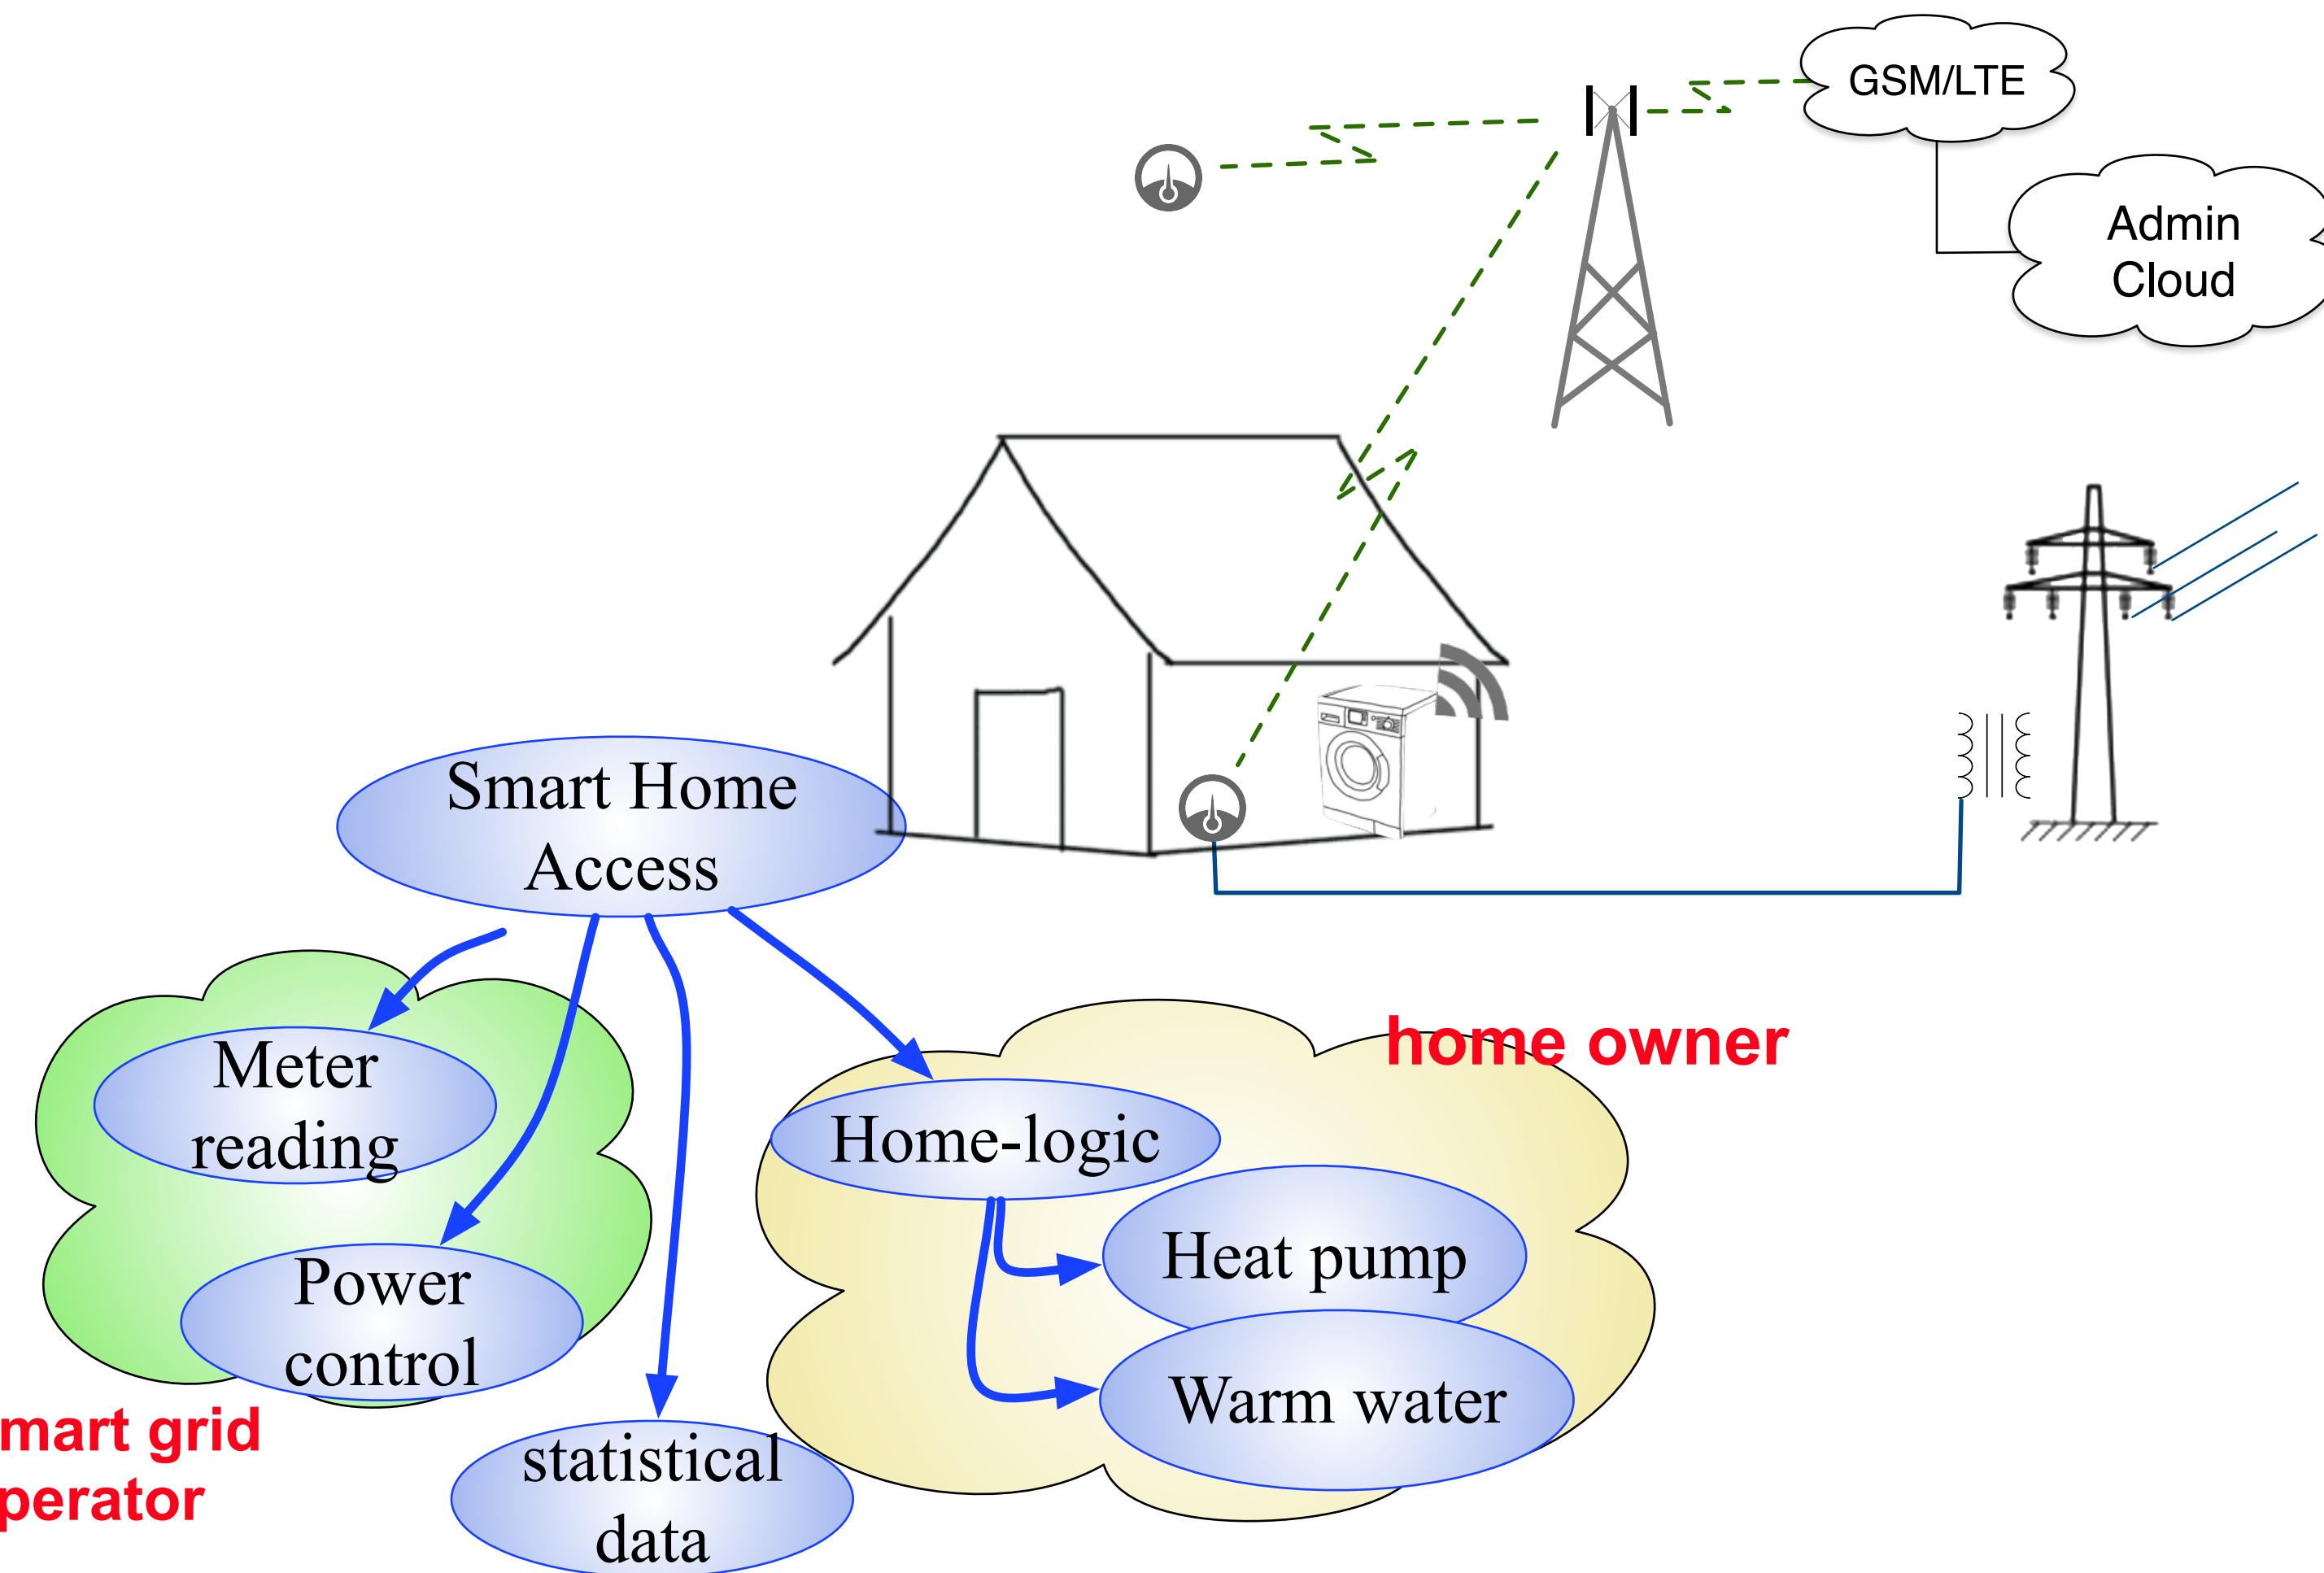 GSM/LTE
Admin
Cloud
Smart Home
Access
home owner
Meter
reading
Home-logic
Heat pump
Power
control
Warm water
mart grid
perator
statistical
data